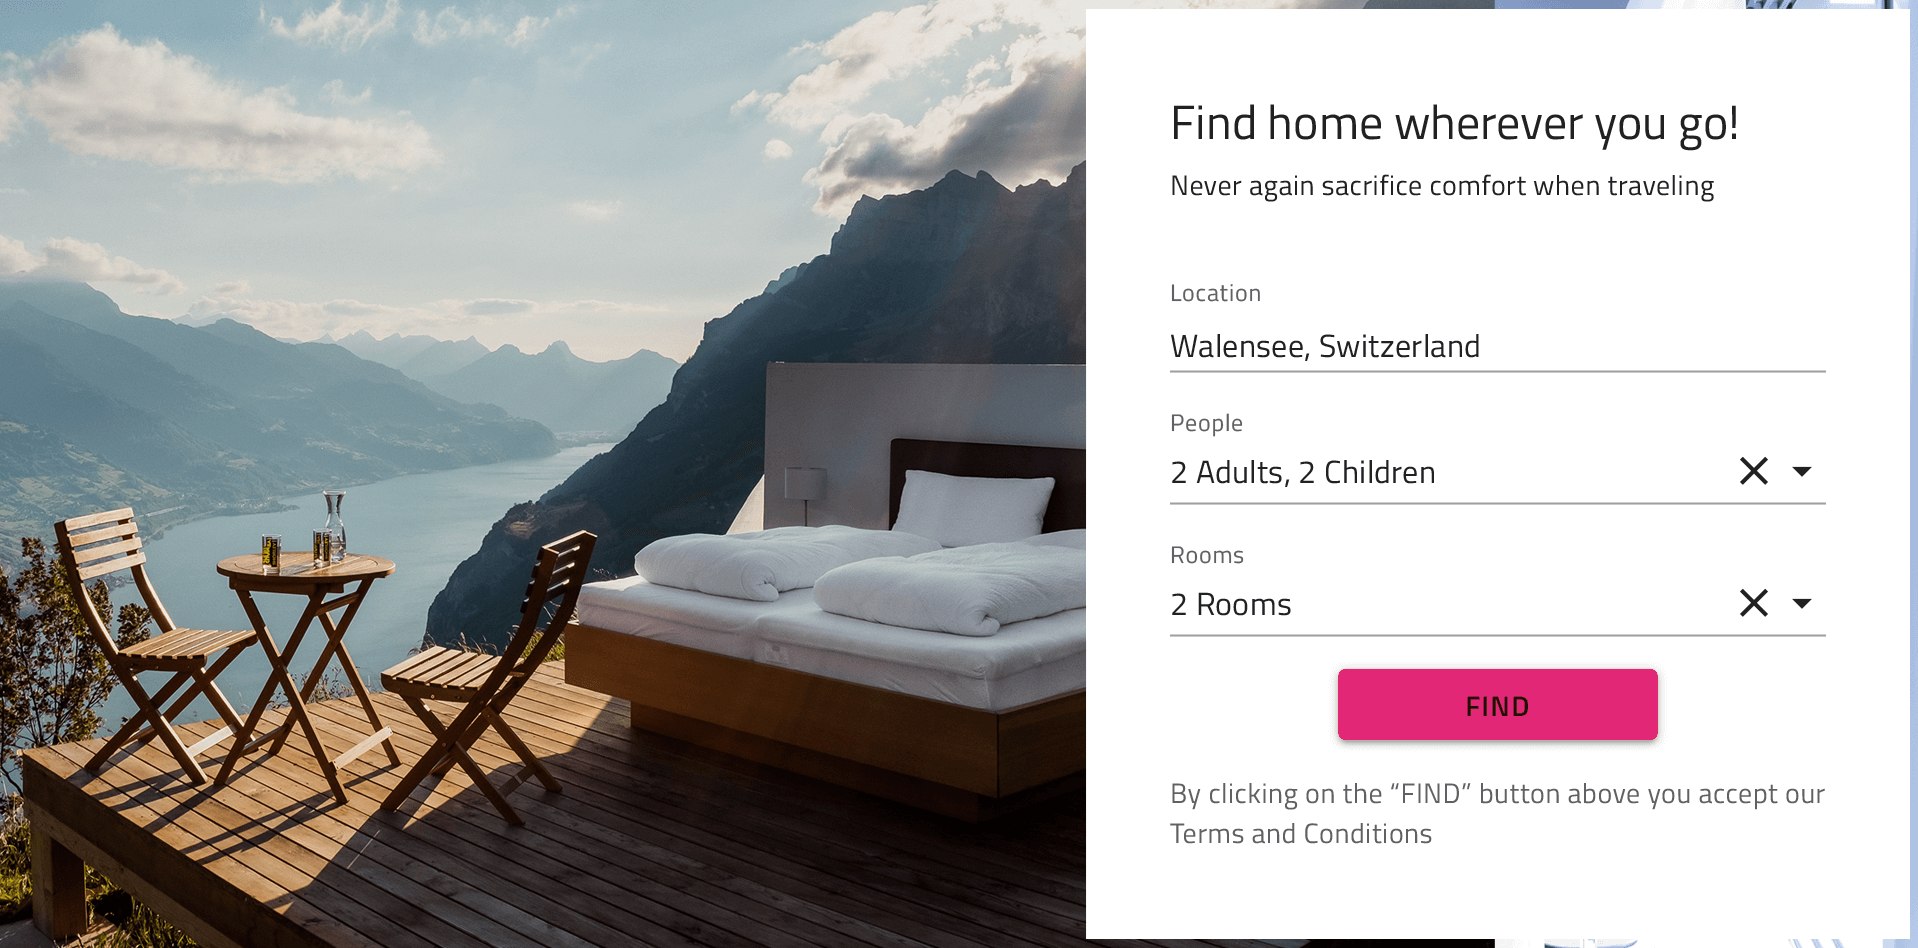 Find home wherever you go!
Never again sacrifice comfort when traveling
Location
Walensee, Switzerland
People
2 Adults, 2 Children
Rooms
2 Rooms
FIND
By clicking on the “FIND” button above you accept our
Terms and Conditions